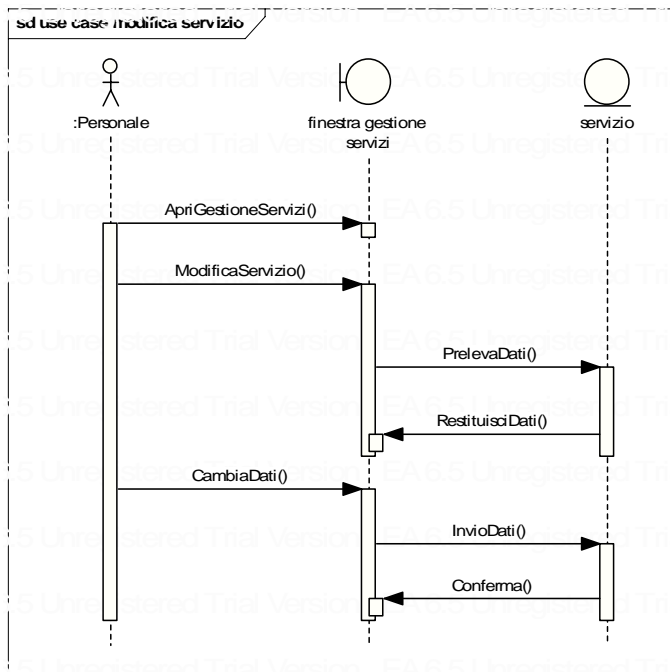 sd use case modifica servizio
:Personale
finestra gestione
servizi
servizio
ApriGestioneServizi()
ModificaServizio()
PrelevaDati()
RestituisciDati()
CambiaDati()
InvioDati()
Conferma()